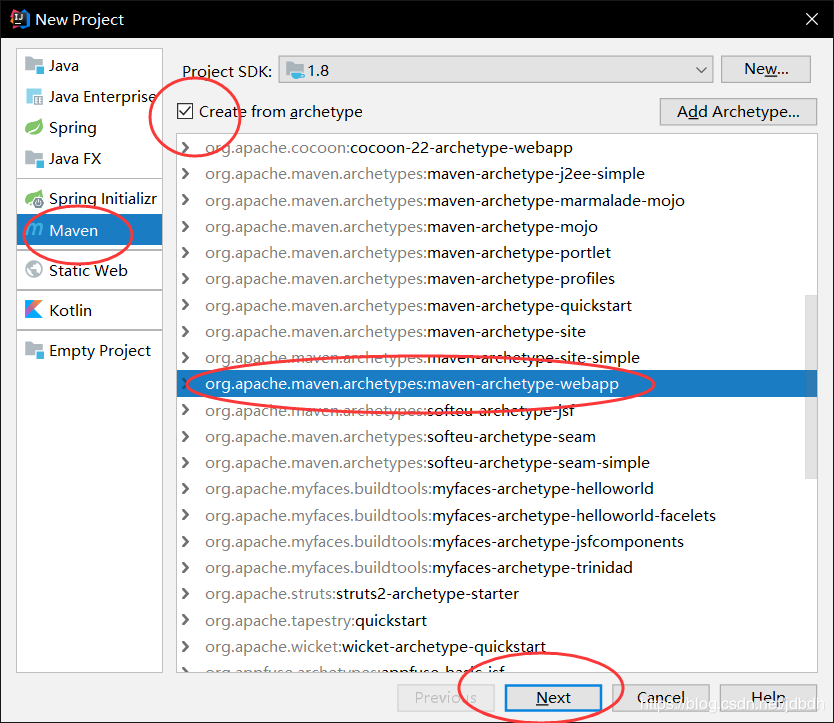 New Project
Java
Java Enterprise
Spring
Java FX
Spring Initializr
Maven
Static Web
Kotlin
Empty Project
Project SDK: 1.8 New...
Create from archetype Add Archetype...
org.apache.cocoon:cocoon-22-archetype-webapp
org.apache.maven.archetypes:maven-archetype-j2ee-simple
org.apache.maven.archetypes:maven-archetype-marmalade-mojo
org.apache.maven.archetypes:maven-archetype-mojo
org.apache.maven.archetypes:maven-archetype-portlet
org.apache.maven.archetypes:maven-archetype-profiles
org.apache.maven.archetypes:maven-archetype-quickstart
org.apache.maven.archetypes:maven-archetype-site
org.apache.maven.archetypes:maven-archetype-site-simple
org.apache.maven.archetypes:maven-archetype-webapp
org.apache.maven.archetypes:softeu-archetype-jsf
org.apache.maven.archetypes:softeu-archetype-seam
org.apache.maven.archetypes:softeu-archetype-seam-simple
org.apache.myfaces.buildtools:myfaces-archetype-helloworld
org.apache.myfaces.buildtools:myfaces-archetype-helloworld-facelets
org.apache.myfaces.buildtools:myfaces-archetype-jsfcomponents
org.apache.myfaces.buildtools:myfaces-archetype-trinidad
org.apache.struts:struts2-archetype-starter
org.apache.tapestry:quickstart
org.apache.wicket:wicket-archetype-quickstart
org.appfuse.archetypes:appfuse-basic-jsf
Previous Next Cancel Help
https://blog.csdn.net/jdbdh